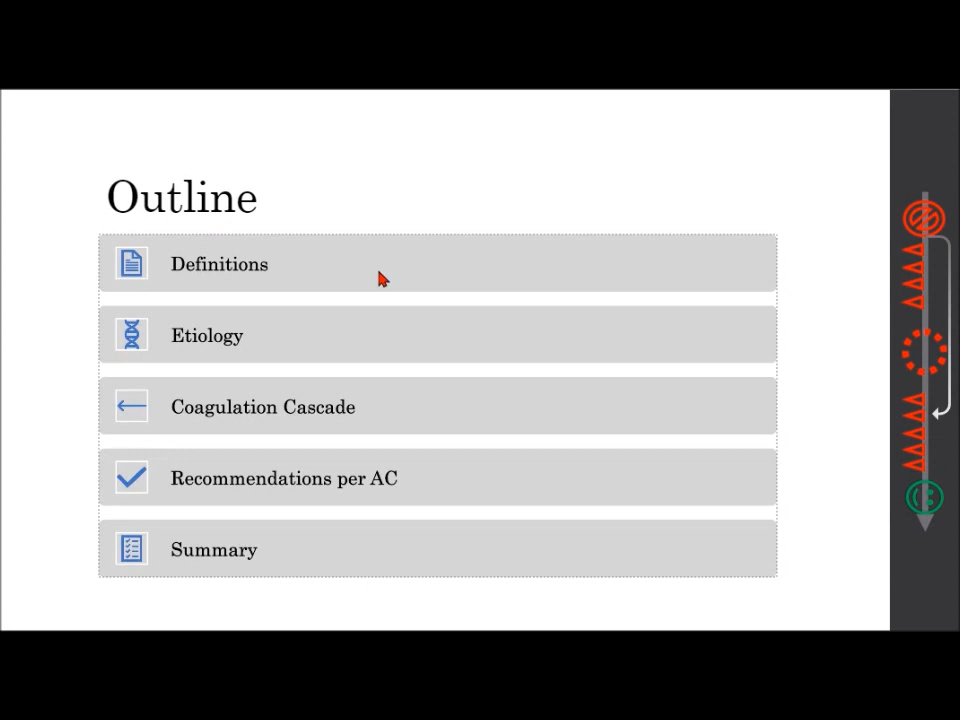 Outline
Definitions
Etiology
Coagulation Cascade
Recommendations per AC
Summary